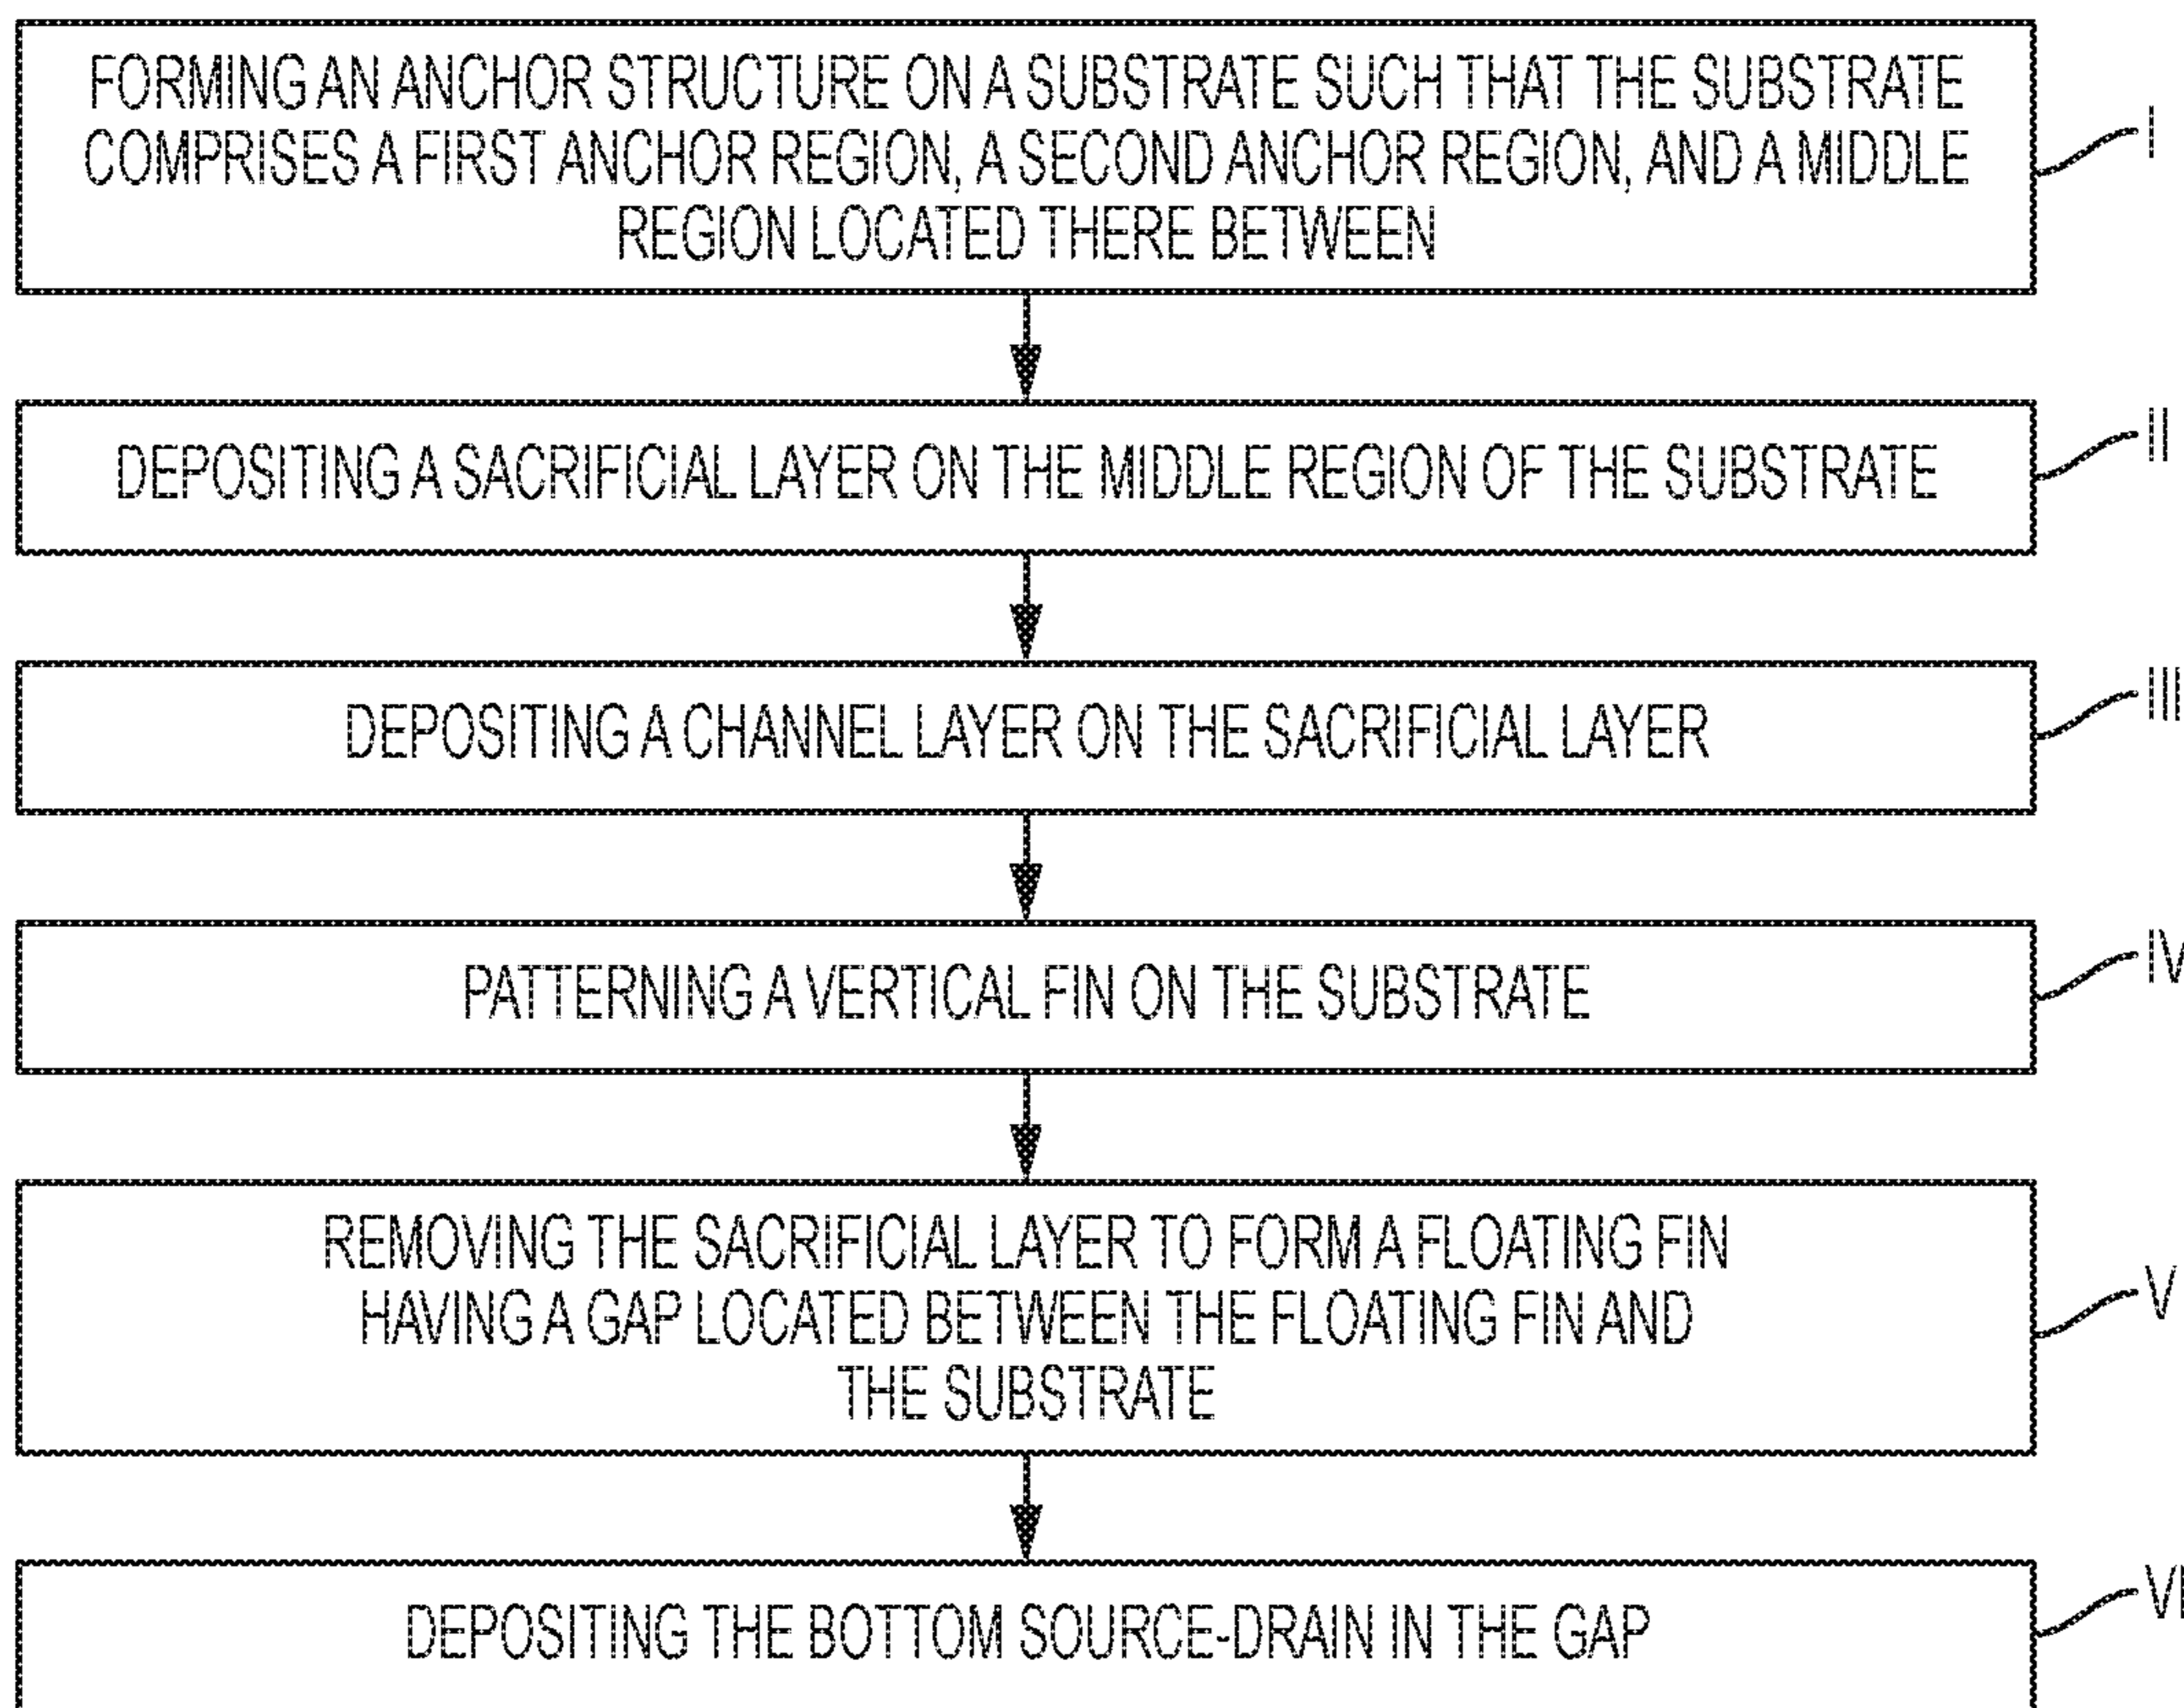 FORMING AN ANCHOR STRUCTURE ON A SUBSTRATE SUCH THAT THE SUBSTRATE
COMPRISES A FIRST ANCHOR REGION, A SECOND ANCHOR REGION, AND A MIDDLE
REGION LOCATED THERE BETWEEN
I
DEPOSITING A SACRIFICIAL LAYER ON THE MIDDLE REGION OF THE SUBSTRATE
II
DEPOSITING A CHANNEL LAYER ON THE SACRIFICIAL LAYER
III
PATTERNING A VERTICAL FIN ON THE SUBSTRATE
IV
REMOVING THE SACRIFICIAL LAYER TO FORM A FLOATING FIN
HAVING A GAP LOCATED BETWEEN THE FLOATING FIN AND
THE SUBSTRATE
V
DEPOSITING THE BOTTOM SOURCE-DRAIN IN THE GAP
VI